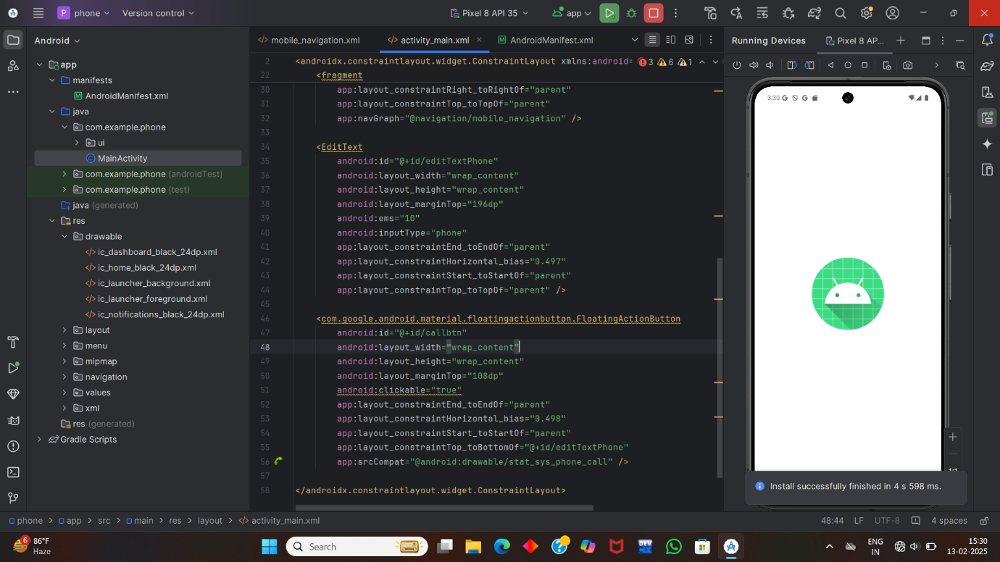 P phone
Version control
Pixel 8 API 35
app
Android
mobile_navigation.xml
activity_main.xml
AndroidManifest.xml
Running Devices
Pixel 8 AP...
app
manifests
AndroidManifest.xml
java
com.example.phone
ui
MainActivity
com.example.phone (androidTest)
com.example.phone (test)
java (generated)
res
drawable
ic_dashboard_black_24dp.xml
ic_home_black_24dp.xml
ic_launcher_background.xml
ic_launcher_foreground.xml
ic_notifications_black_24dp.xml
layout
menu
mipmap
navigation
values
xml
res (generated)
Gradle Scripts
2 <androidx.constraintlayout.widget.ConstraintLayout xmlns:android= 3 6 1
22 <fragment
30 app:layout_constraintRight_toRightOf="parent"
31 app:layout_constraintTop_toTopOf="parent"
32 app:navGraph="@navigation/mobile_navigation" />
33
34 <EditText
35 android:id="@+id/editTextPhone"
36 android:layout_width="wrap_content"
37 android:layout_height="wrap_content"
38 android:layout_marginTop="196dp"
39 android:ems="10"
40 android:inputType="phone"
41 app:layout_constraintEnd_toEndOf="parent"
42 app:layout_constraintHorizontal_bias="0.497"
43 app:layout_constraintStart_toStartOf="parent"
44 app:layout_constraintTop_toTopOf="parent" />
45
46 <com.google.android.material.floatingactionbutton.FloatingActionButton
47 android:id="@+id/callbtn"
48 android:layout_width="wrap_content"
49 android:layout_height="wrap_content"
50 android:layout_marginTop="108dp"
51 android:clickable="true"
52 app:layout_constraintEnd_toEndOf="parent"
53 app:layout_constraintHorizontal_bias="0.498"
54 app:layout_constraintStart_toStartOf="parent"
55 app:layout_constraintTop_toBottomOf="@+id/editTextPhone"
56 app:srcCompat="@android:drawable/stat_sys_phone_call" />
57
58 </androidx.constraintlayout.widget.ConstraintLayout>
3:30 G G
Install successfully finished in 4 s 598 ms.
phone > app > src > main > res > layout > activity_main.xml
48:44 LF UTF-8 4 spaces
6
86°F
Haze
Search
DEV
ENG
IN
15:30
13-02-2025